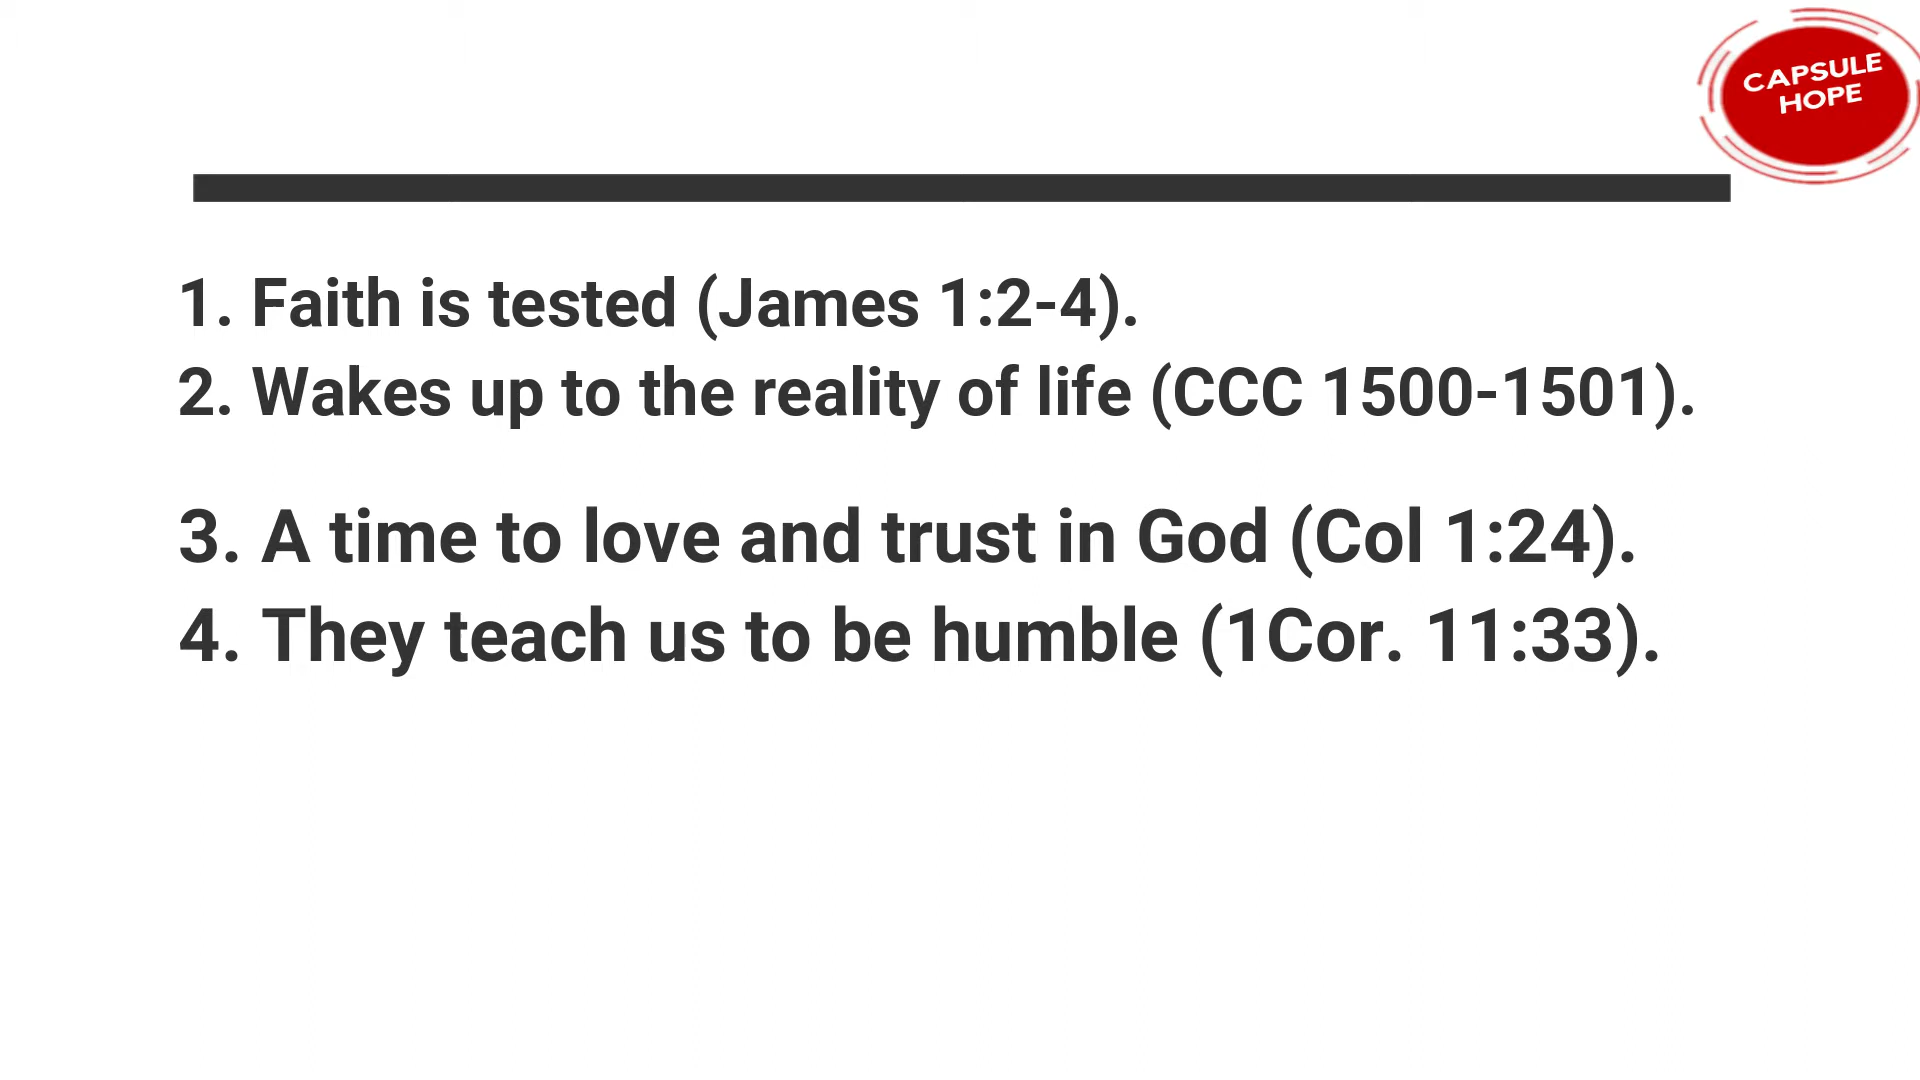 CAPSULE
HOPE
1. Faith is tested (James 1:2-4).
2. Wakes up to the reality of life (CCC 1500-1501).
3. A time to love and trust in God (Col 1:24).
4. They teach us to be humble (1Cor. 11:33).